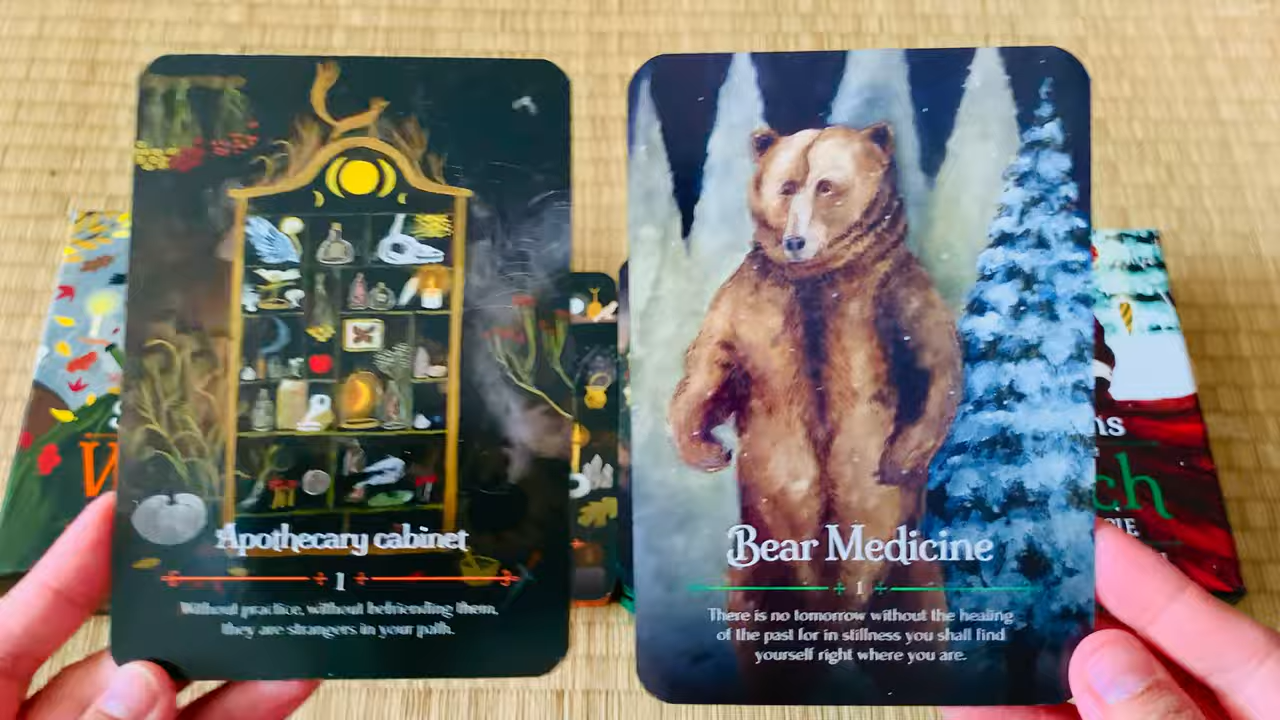 Apothecary cabinet
1
Without practice, without befriending them,
they are strangers in your path.
Bear Medicine
1
There is no tomorrow without the healing
of the past for in stillness you shall find
yourself right where you are.
W
ns
ch